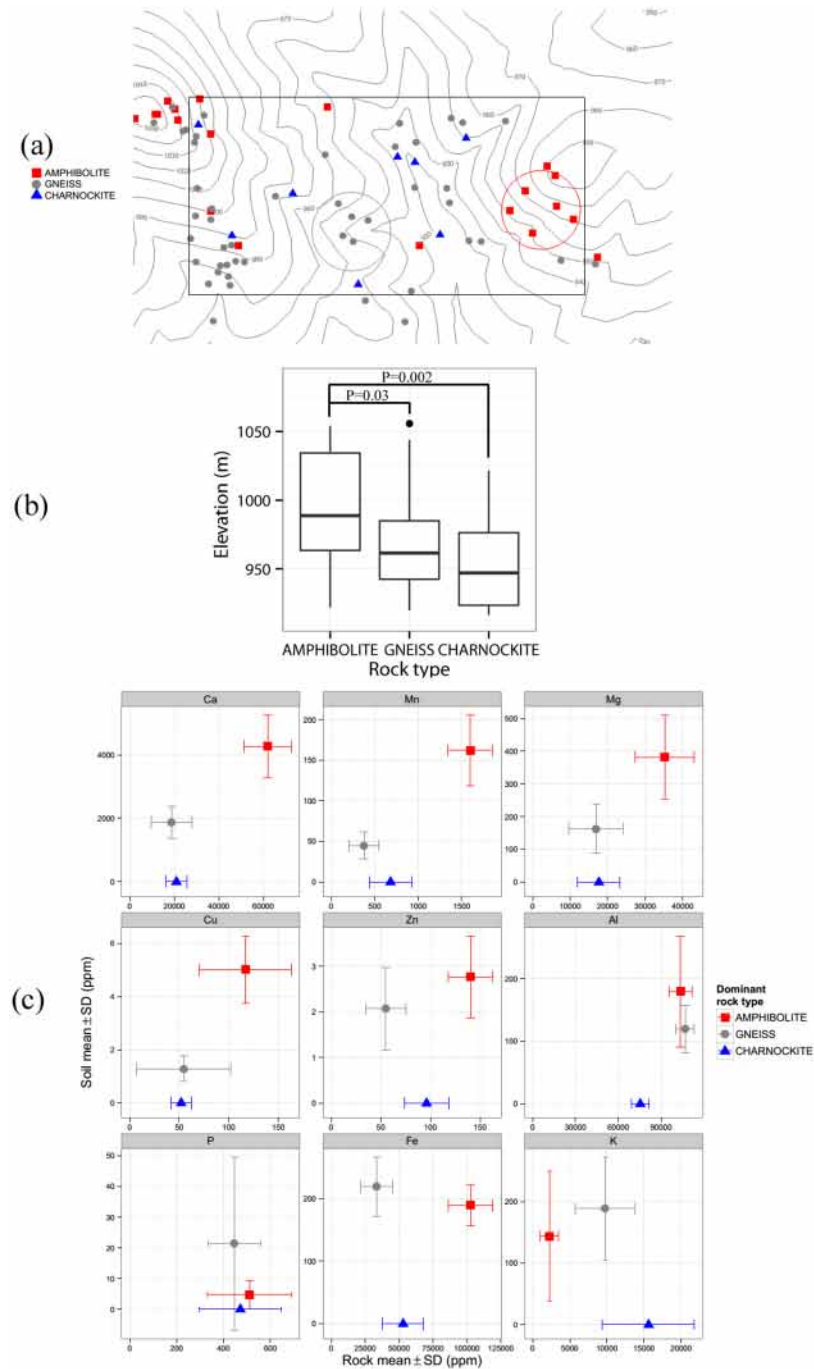 (a)
AMPHIBOLITE
GNEISS
CHARNOCKITE
(b)
P=0.002
P=0.03
1050
1000
950
Elevation (m)
AMPHIBOLITE GNEISS CHARNOCKITE
Rock type
(c)
Ca Mn Mg
4000 2000 0
200 150 100 50 0
500 400 300 200 100 0
0 20000 40000 60000
0 500 1000 1500
0 10000 20000 30000 40000
Cu Zn Al
6 4 2 0
3 2 1 0
200 100 0
0 50 100 150
0 50 100 150
0 30000 60000 90000
P Fe K
50 40 30 20 10 0
200 100 0
200 100 0
0 200 400 600
25000 50000 75000 100000 125000
0 5000 10000 15000 20000
Soil mean±SD (ppm)
Rock mean±SD (ppm)
Dominant
rock type
AMPHIBOLITE
GNEISS
CHARNOCKITE